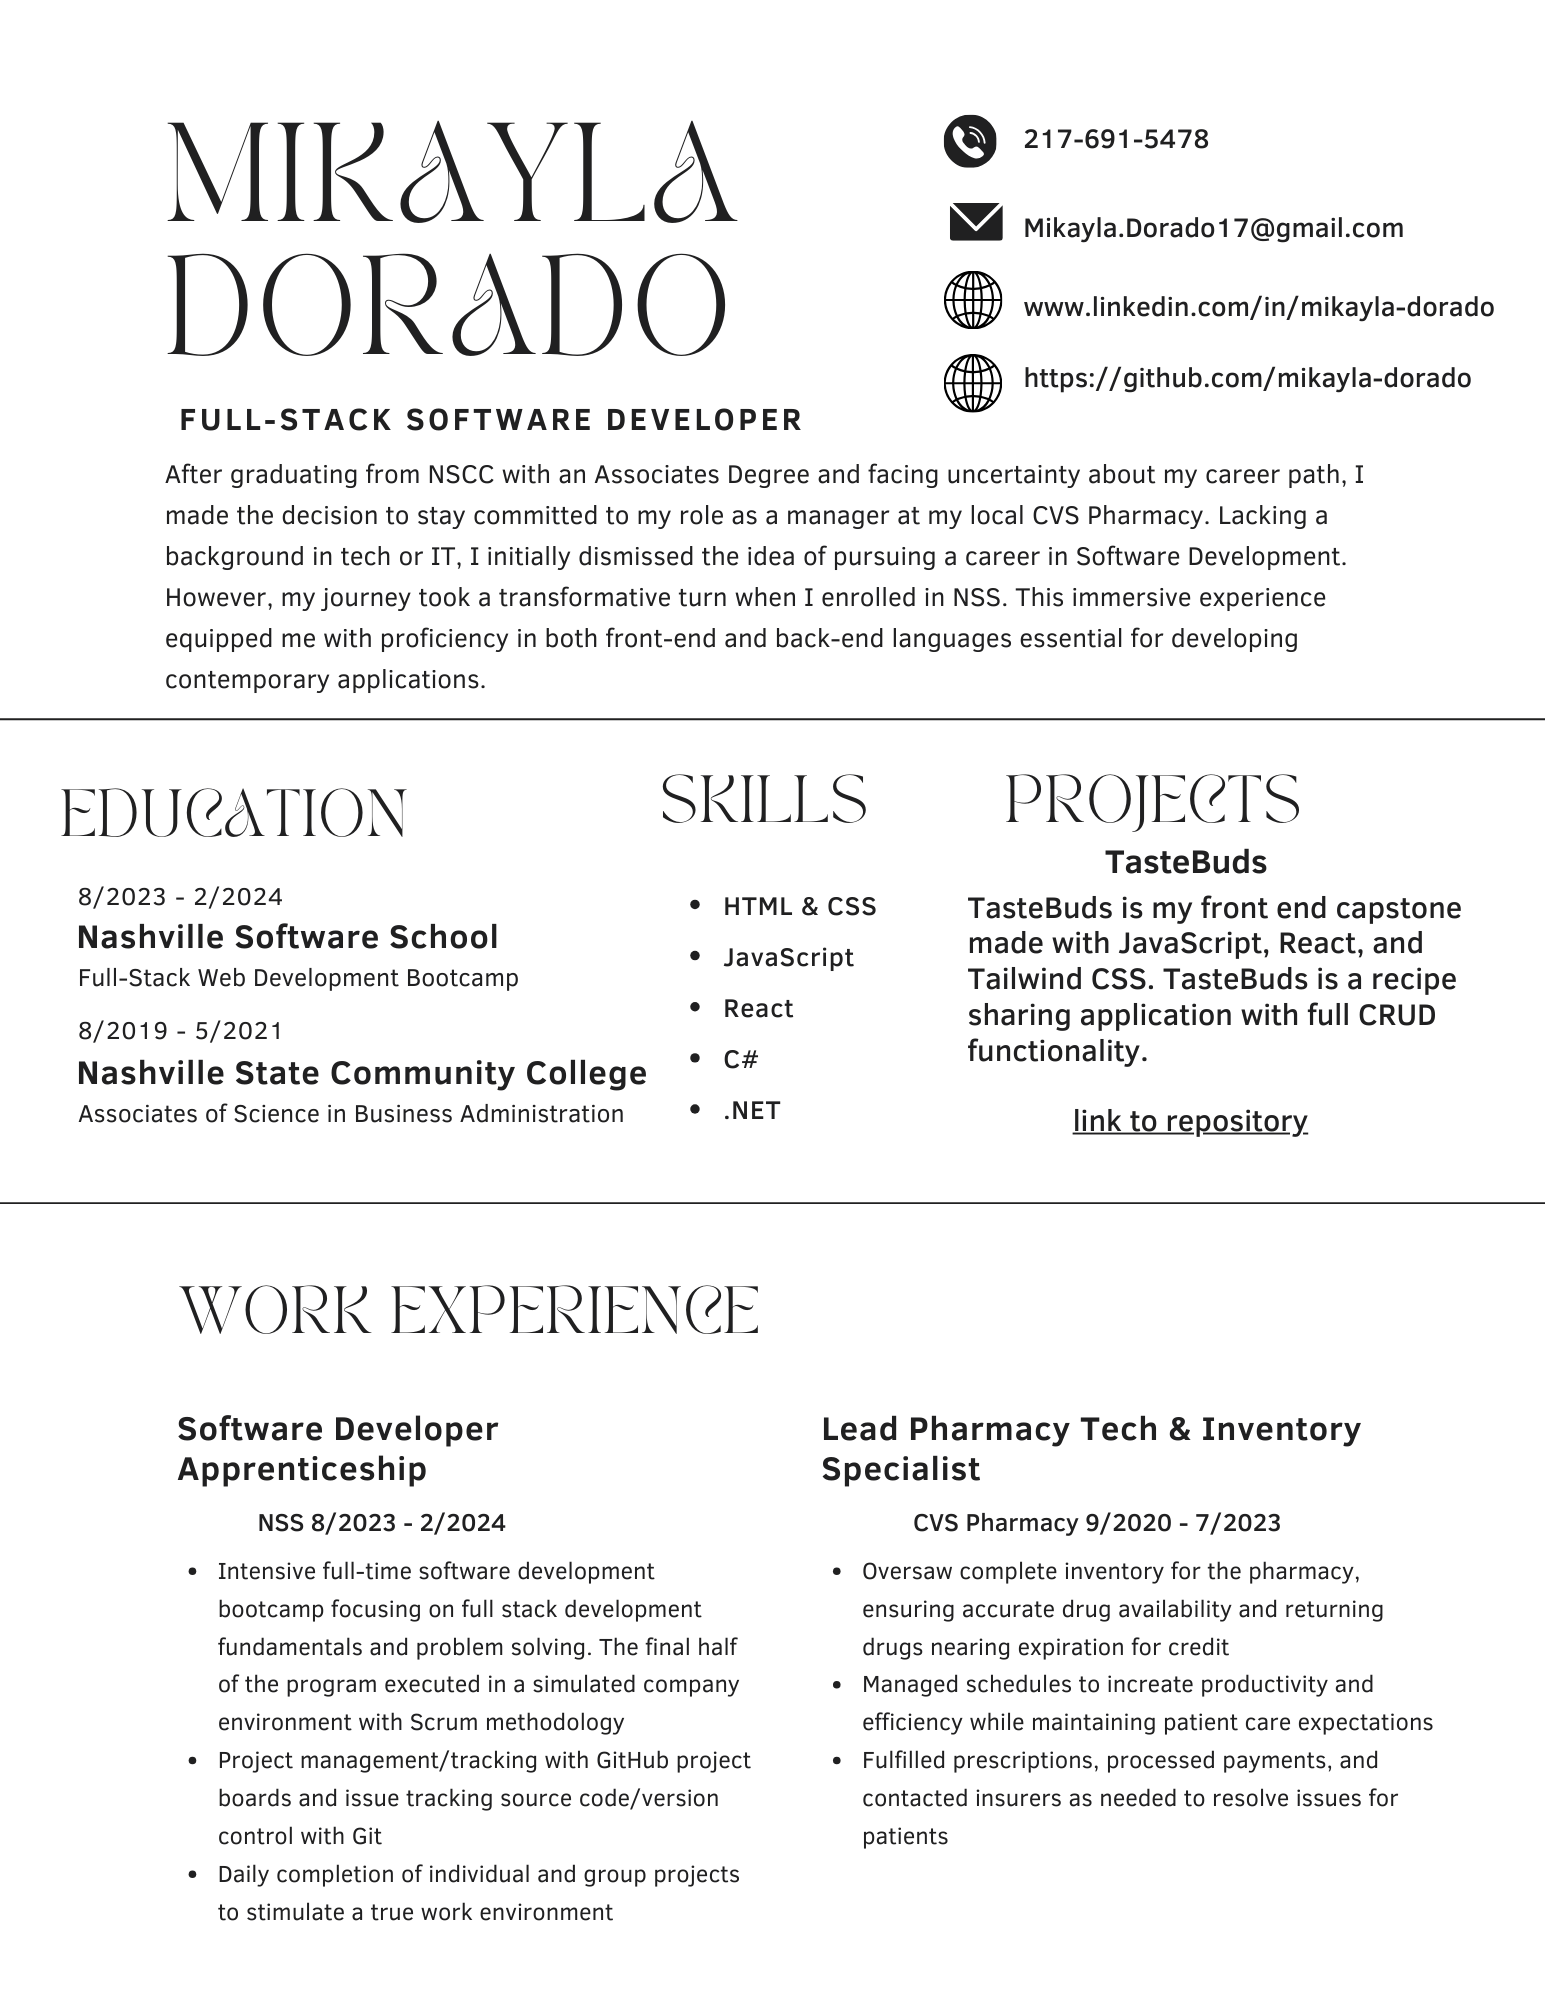 MIKAYLA
DORADO
217-691-5478
Mikayla.Dorado17@gmail.com
www.linkedin.com/in/mikayla-dorado
https://github.com/mikayla-dorado
FULL-STACK SOFTWARE DEVELOPER
After graduating from NSCC with an Associates Degree and facing uncertainty about my career path, I
made the decision to stay committed to my role as a manager at my local CVS Pharmacy. Lacking a
background in tech or IT, I initially dismissed the idea of pursuing a career in Software Development.
However, my journey took a transformative turn when I enrolled in NSS. This immersive experience
equipped me with proficiency in both front-end and back-end languages essential for developing
contemporary applications.
EDUCATION
8/2023 - 2/2024
Nashville Software School
Full-Stack Web Development Bootcamp
8/2019 - 5/2021
Nashville State Community College
Associates of Science in Business Administration
SKILLS
• HTML & CSS
• JavaScript
• React
• C#
• .NET
PROJECTS
TasteBuds
TasteBuds is my front end capstone
made with JavaScript, React, and
Tailwind CSS. TasteBuds is a recipe
sharing application with full CRUD
functionality.
link to repository
WORK EXPERIENCE
Software Developer
Apprenticeship
NSS 8/2023 - 2/2024
• Intensive full-time software development
bootcamp focusing on full stack development
fundamentals and problem solving. The final half
of the program executed in a simulated company
environment with Scrum methodology
• Project management/tracking with GitHub project
boards and issue tracking source code/version
control with Git
• Daily completion of individual and group projects
to stimulate a true work environment
Lead Pharmacy Tech & Inventory
Specialist
CVS Pharmacy 9/2020 - 7/2023
• Oversaw complete inventory for the pharmacy,
ensuring accurate drug availability and returning
drugs nearing expiration for credit
• Managed schedules to increate productivity and
efficiency while maintaining patient care expectations
• Fulfilled prescriptions, processed payments, and
contacted insurers as needed to resolve issues for
patients